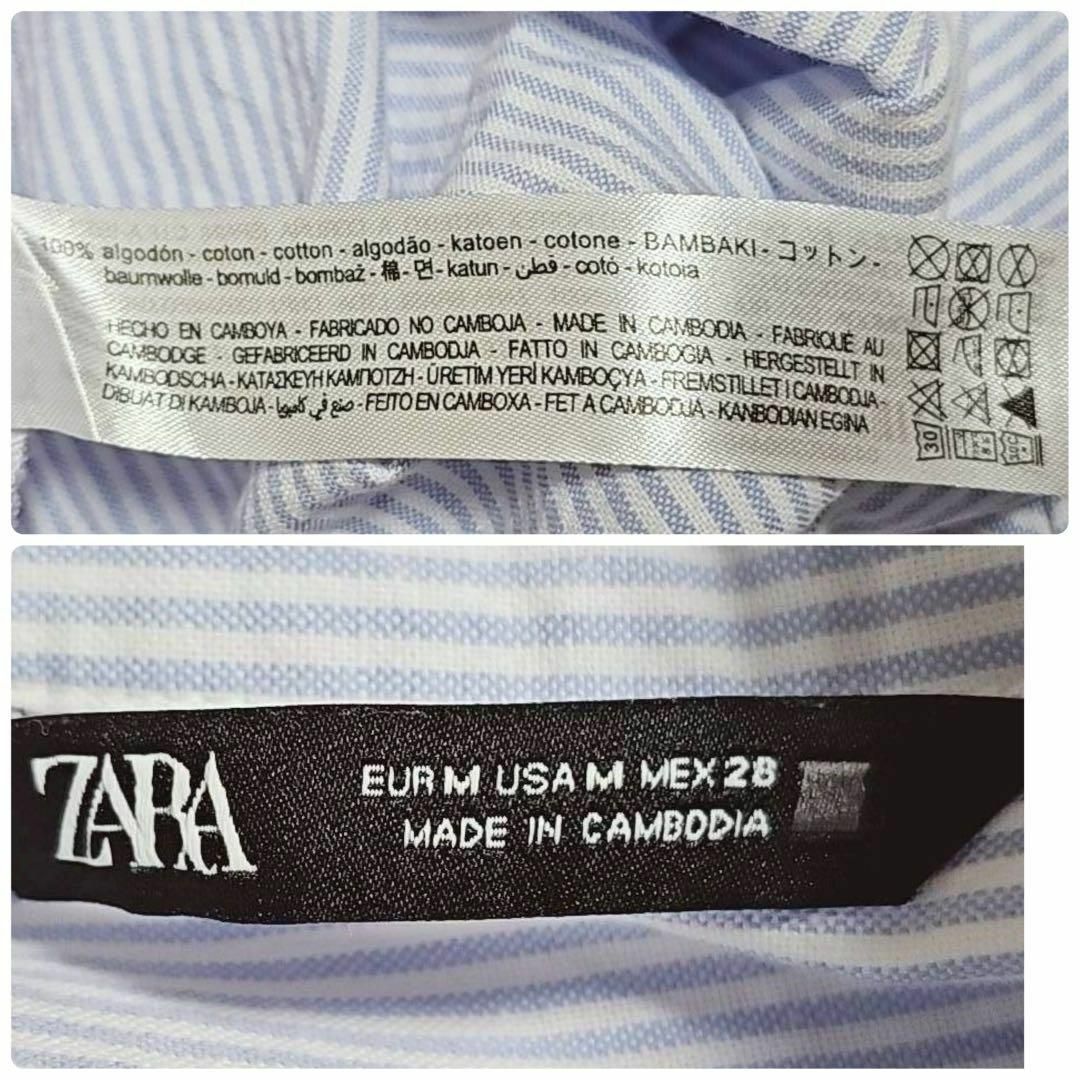 100% algodón - coton - cotton - algodão - katoen - cotone - BAMBAKI - コットン -
baumwolle - bomuld - bombaž - 棉 - 면 - katun - قطن - cotó - kotoia
HECHO EN CAMBOYA - FABRICADO NO CAMBOJA - MADE IN CAMBODIA - FABRIQUÉ AU
CAMBODGE - GEFABRICEERD IN CAMBODJA - FATTO IN CAMBOGIA - HERGESTELLT IN
KAMBODSCHA - ΚΑΤΑΣΚΕΥΗ ΚΑΜΠΟΤΖΗ - ÜRETİM YERİ KAMBOÇYA - FREMSTILLET I CAMBODJA -
DIBUAT DI KAMBOJA - صنع في كامبوديا - FEITO EN CAMBOXA - FET A CAMBODJA - KANBODIAN EGINA
30
ZARA
EUR M USA M MEX 28
MADE IN CAMBODIA